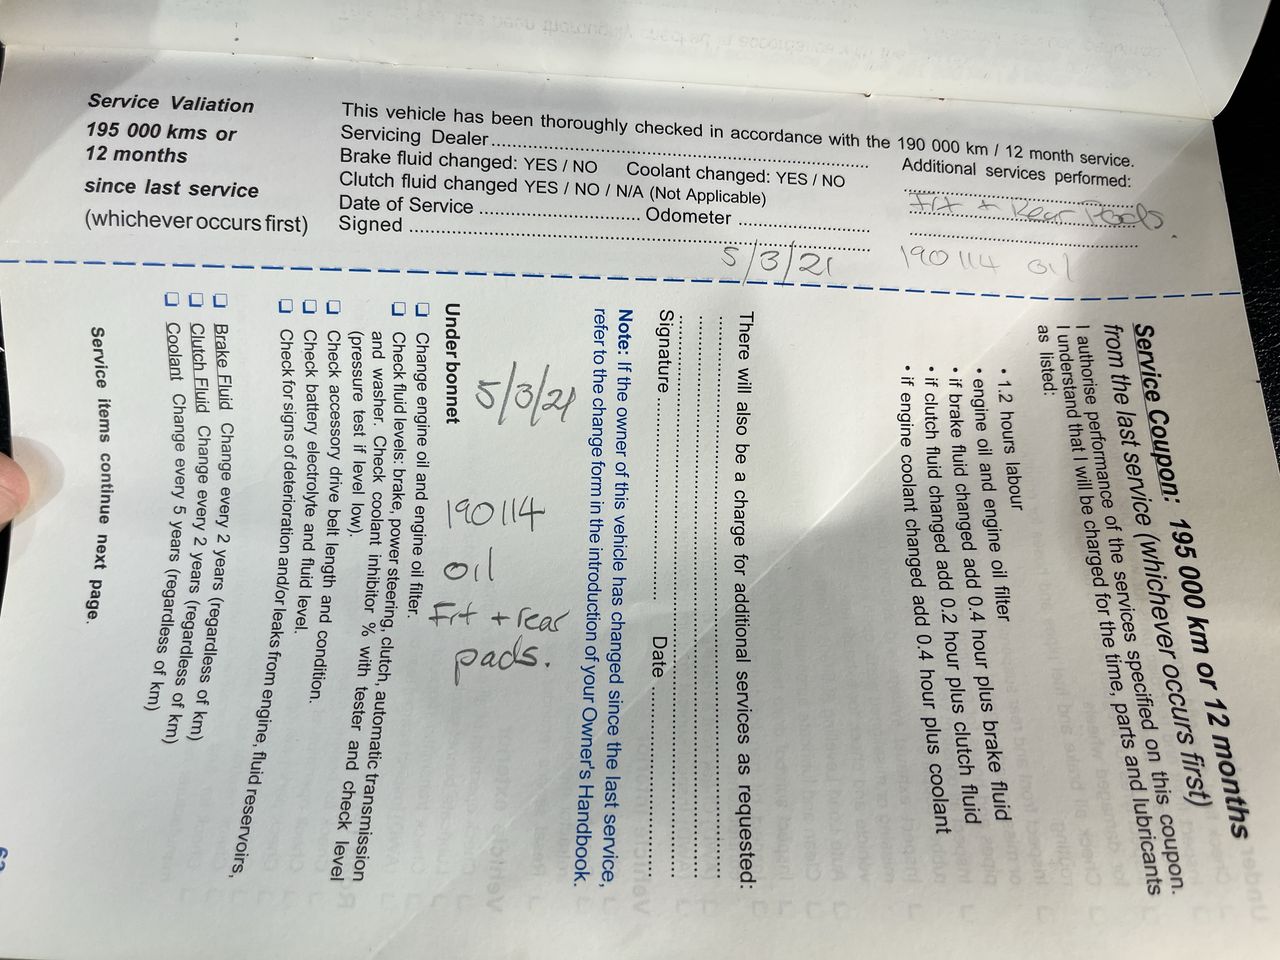 Service Valiation
195 000 kms or
12 months
since last service
(whichever occurs first)
This vehicle has been thoroughly checked in accordance with the 190 000 km / 12 month service.
Servicing Dealer
Brake fluid changed: YES / NO Coolant changed: YES / NO
Clutch fluid changed YES / NO / N/A (Not Applicable)
Date of Service Odometer
Signed
5/3/21
Additional services performed:
Frt + Rear Pads.
190114 oil
Service Coupon: 195 000 km or 12 months
from the last service (whichever occurs first)
I authorise performance of the services specified on this coupon.
I understand that I will be charged for the time, parts and lubricants
as listed:
• 1.2 hours labour
• engine oil and engine oil filter
• if brake fluid changed add 0.4 hour plus brake fluid
• if clutch fluid changed add 0.2 hour plus clutch fluid
• if engine coolant changed add 0.4 hour plus coolant
There will also be a charge for additional services as requested:
Signature Date
Note: If the owner of this vehicle has changed since the last service,
refer to the change form in the introduction of your Owner's Handbook.
5/3/21 190114 oil Frt + rear
pads.
Under bonnet
Change engine oil and engine oil filter.
Check fluid levels: brake, power steering, clutch, automatic transmission
and washer. Check coolant inhibitor % with tester and check level
(pressure test if level low).
Check accessory drive belt length and condition.
Check battery electrolyte and fluid level.
Check for signs of deterioration and/or leaks from engine, fluid reservoirs,
Brake Fluid Change every 2 years (regardless of km)
Clutch Fluid Change every 2 years (regardless of km)
Coolant Change every 5 years (regardless of km)
Service items continue next page.